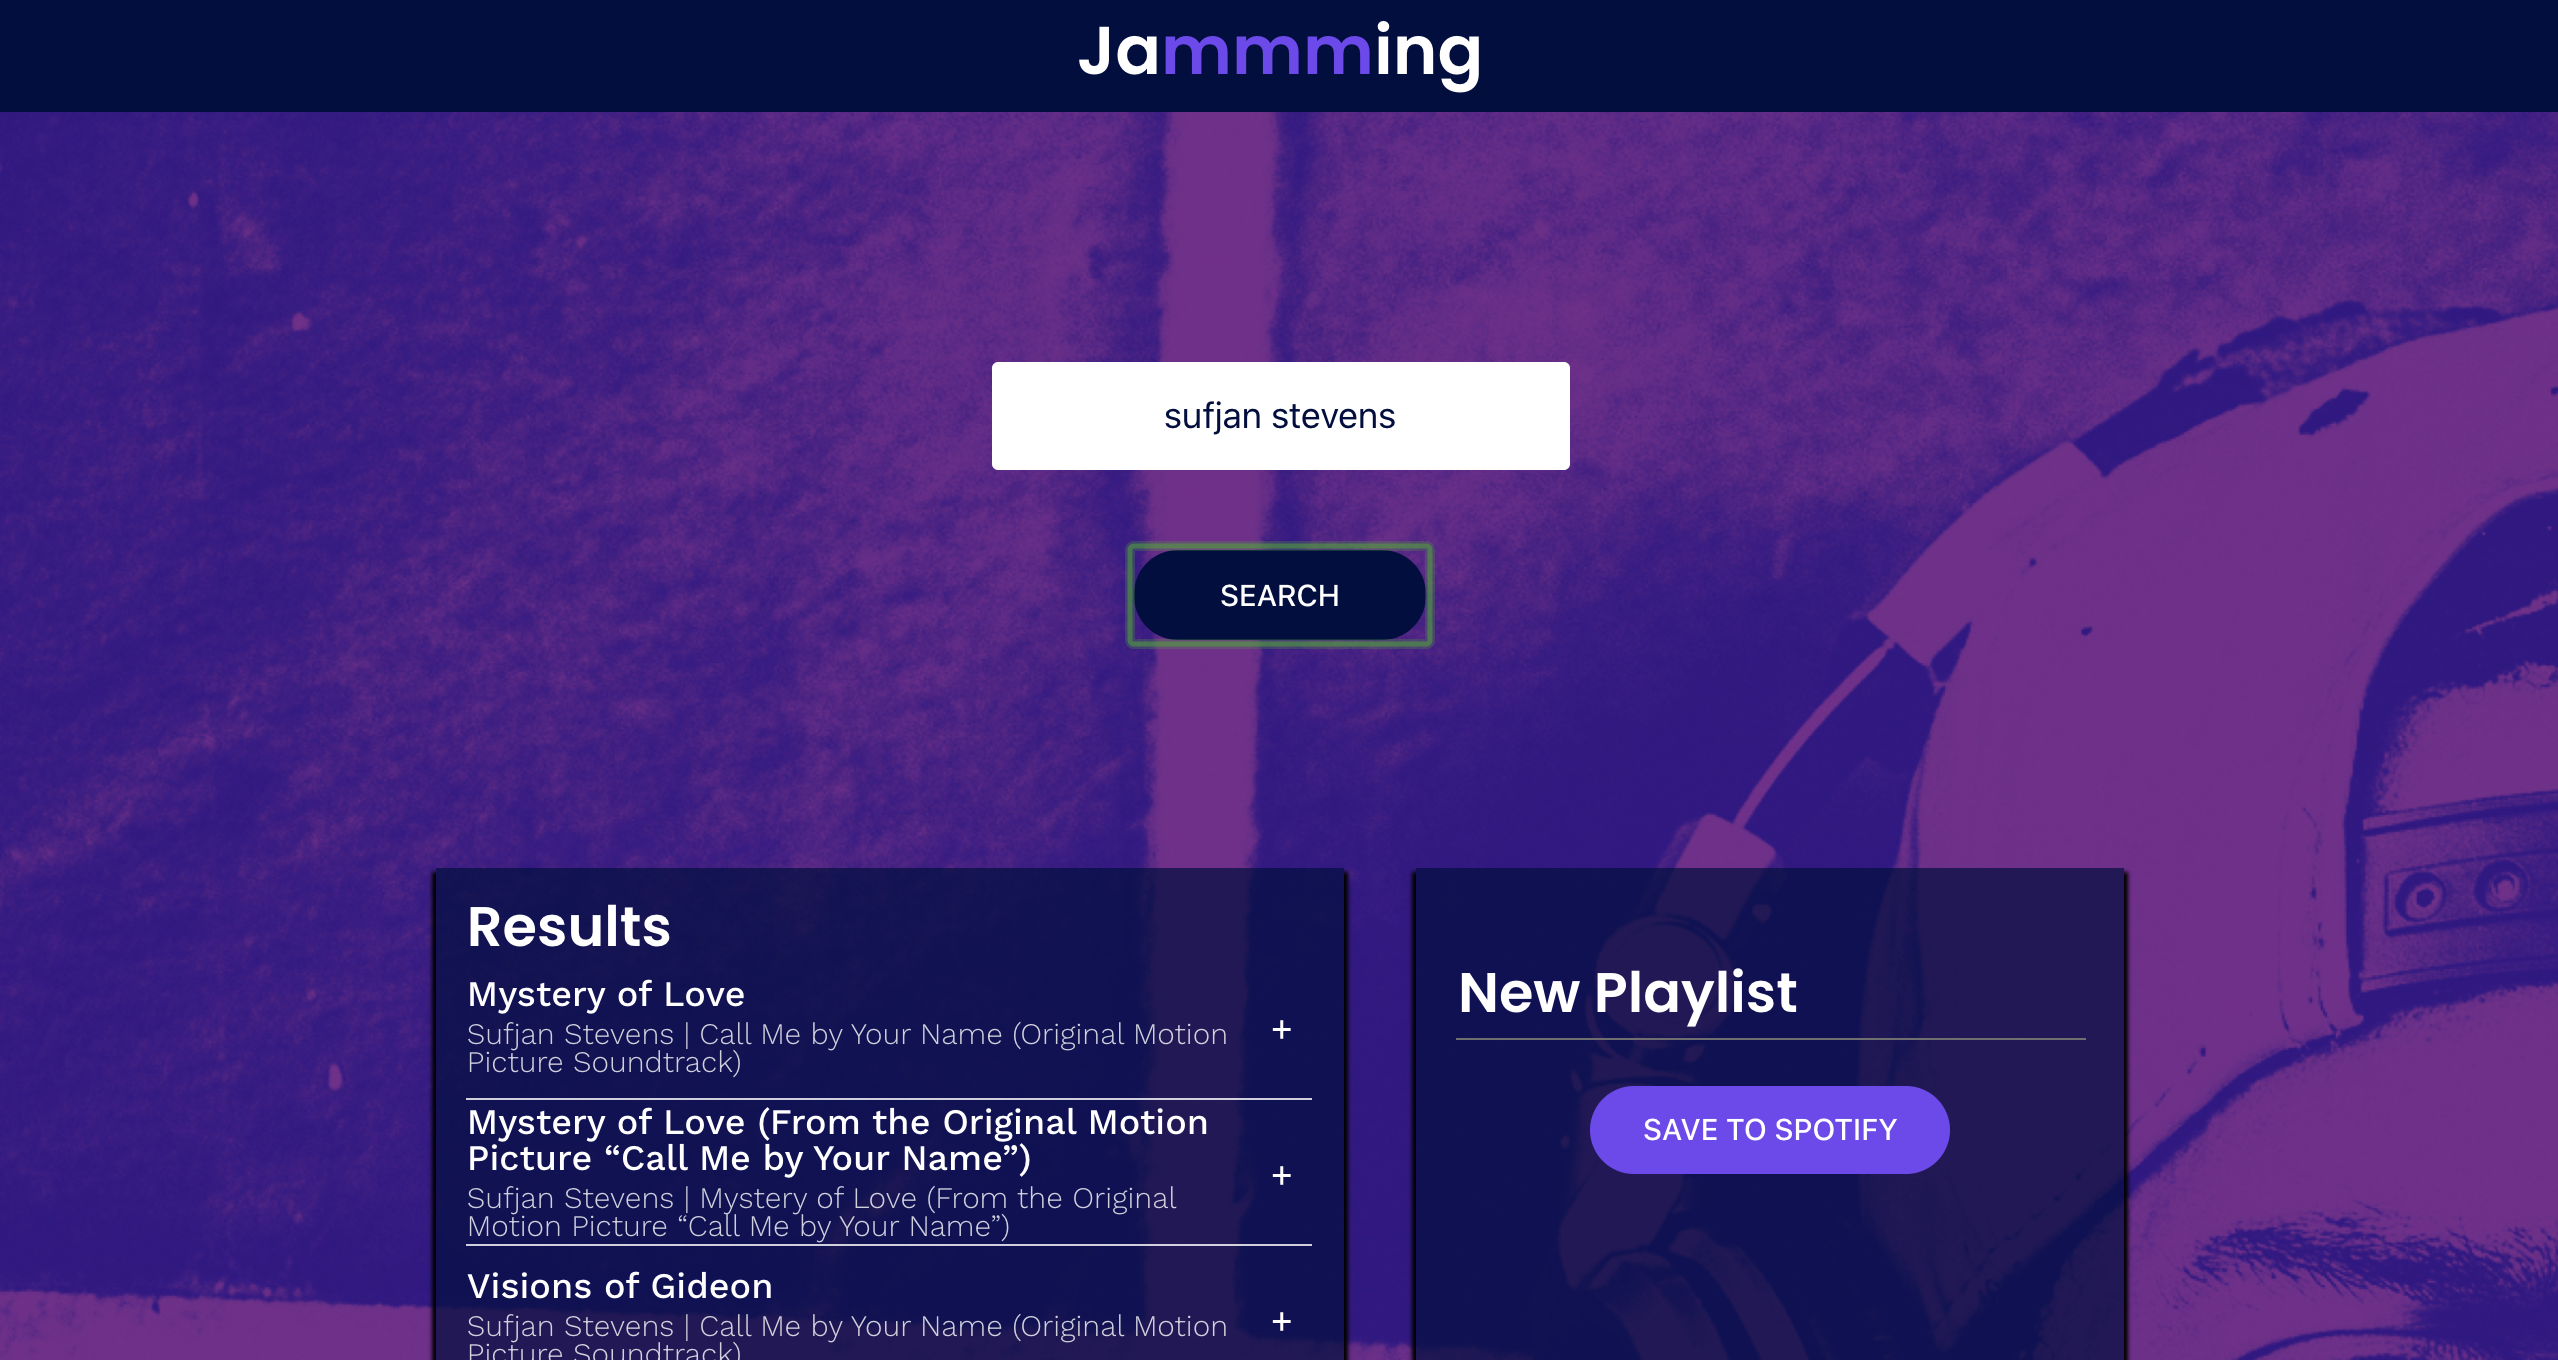 Jammming
sufjan stevens
SEARCH
Results
Mystery of Love
Sufjan Stevens | Call Me by Your Name (Original Motion
Picture Soundtrack)
+
Mystery of Love (From the Original Motion
Picture “Call Me by Your Name”)
Sufjan Stevens | Mystery of Love (From the Original
Motion Picture “Call Me by Your Name”)
+
Visions of Gideon
Sufjan Stevens | Call Me by Your Name (Original Motion
Picture Soundtrack)
+
New Playlist
SAVE TO SPOTIFY